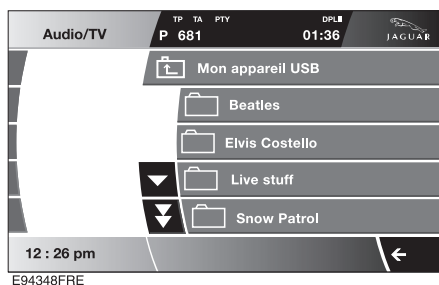 Audio/TV
TP TA PTY DPL
P 681 01:36
JAGUAR
Mon appareil USB
Beatles
Elvis Costello
Live stuff
Snow Patrol
12 : 26 pm
E94348FRE